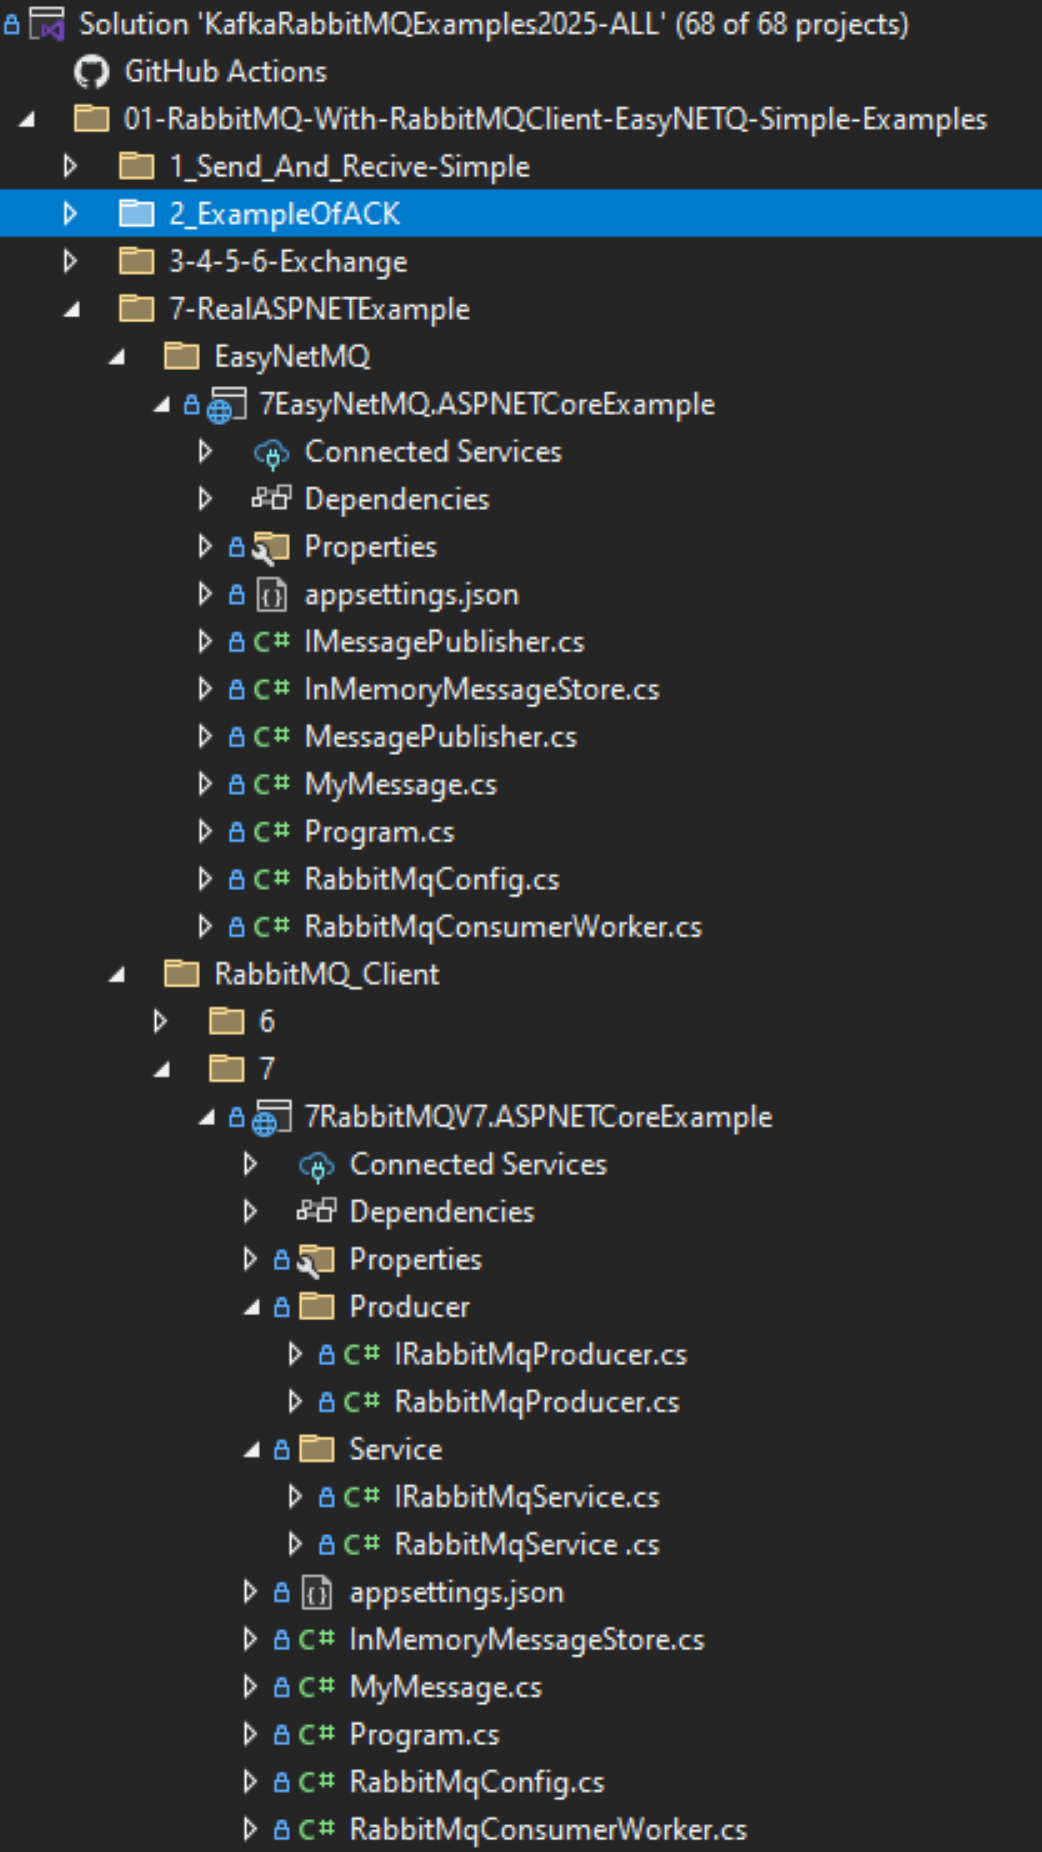 Solution 'KafkaRabbitMQExamples2025-ALL' (68 of 68 projects)
GitHub Actions
01-RabbitMQ-With-RabbitMQClient-EasyNETQ-Simple-Examples
1_Send_And_Recive-Simple
2_ExampleOfACK
3-4-5-6-Exchange
7-RealASPNETExample
EasyNetMQ
7EasyNetMQ.ASPNETCoreExample
Connected Services
Dependencies
Properties
appsettings.json
C# IMessagePublisher.cs
C# InMemoryMessageStore.cs
C# MessagePublisher.cs
C# MyMessage.cs
C# Program.cs
C# RabbitMqConfig.cs
C# RabbitMqConsumerWorker.cs
RabbitMQ_Client
6
7
7RabbitMQV7.ASPNETCoreExample
Connected Services
Dependencies
Properties
Producer
C# IRabbitMqProducer.cs
C# RabbitMqProducer.cs
Service
C# IRabbitMqService.cs
C# RabbitMqService .cs
appsettings.json
C# InMemoryMessageStore.cs
C# MyMessage.cs
C# Program.cs
C# RabbitMqConfig.cs
C# RabbitMqConsumerWorker.cs